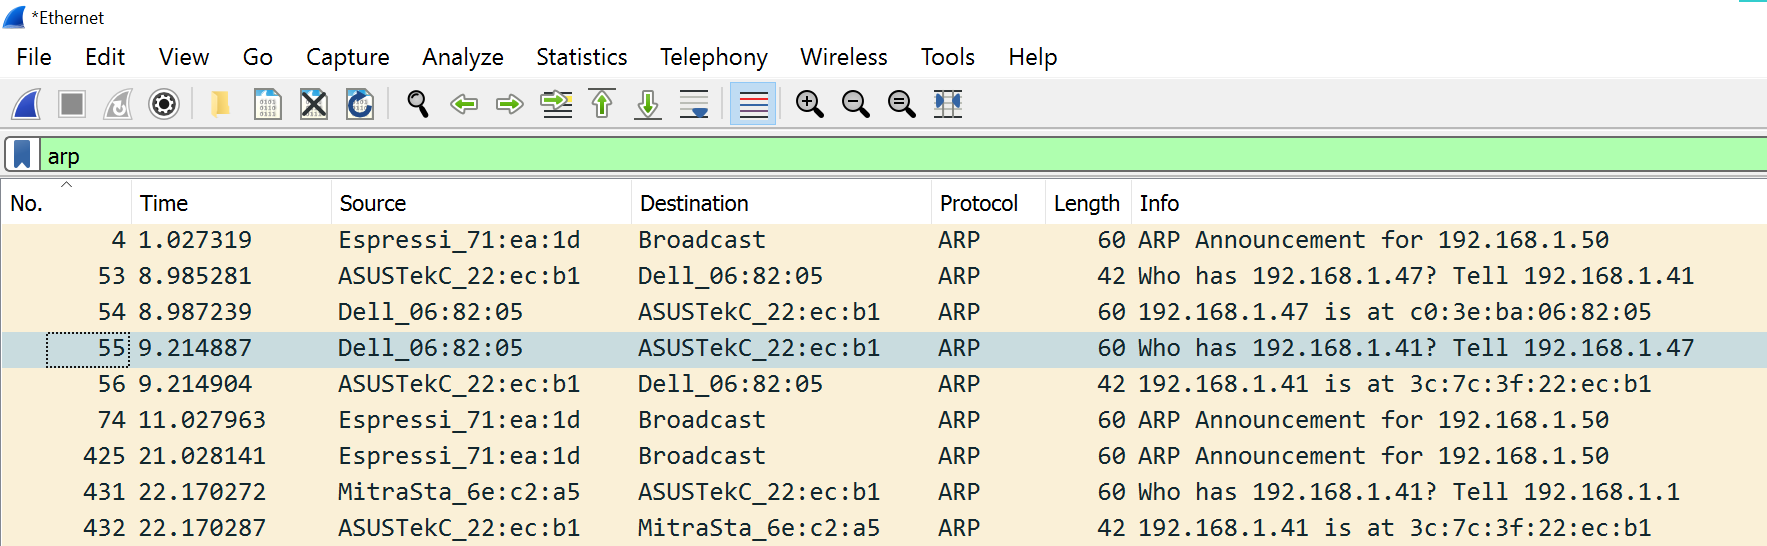 *Ethernet
File Edit View Go Capture Analyze Statistics Telephony Wireless Tools Help
arp
No. Time Source Destination Protocol Length Info
4 1.027319 Espressi_71:ea:1d Broadcast ARP 60 ARP Announcement for 192.168.1.50
53 8.985281 ASUSTekC_22:ec:b1 Dell_06:82:05 ARP 42 Who has 192.168.1.47? Tell 192.168.1.41
54 8.987239 Dell_06:82:05 ASUSTekC_22:ec:b1 ARP 60 192.168.1.47 is at c0:3e:ba:06:82:05
55 9.214887 Dell_06:82:05 ASUSTekC_22:ec:b1 ARP 60 Who has 192.168.1.41? Tell 192.168.1.47
56 9.214904 ASUSTekC_22:ec:b1 Dell_06:82:05 ARP 42 192.168.1.41 is at 3c:7c:3f:22:ec:b1
74 11.027963 Espressi_71:ea:1d Broadcast ARP 60 ARP Announcement for 192.168.1.50
425 21.028141 Espressi_71:ea:1d Broadcast ARP 60 ARP Announcement for 192.168.1.50
431 22.170272 MitraSta_6e:c2:a5 ASUSTekC_22:ec:b1 ARP 60 Who has 192.168.1.41? Tell 192.168.1.1
432 22.170287 ASUSTekC_22:ec:b1 MitraSta_6e:c2:a5 ARP 42 192.168.1.41 is at 3c:7c:3f:22:ec:b1